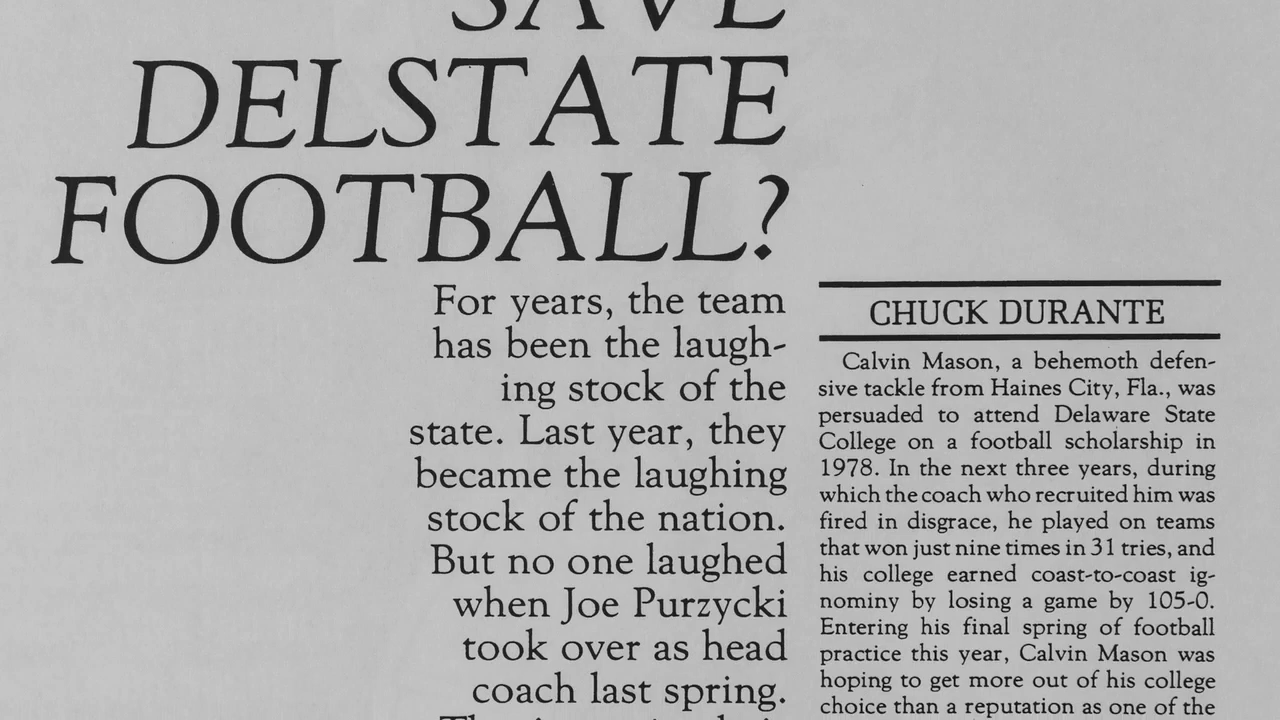 SAVE
DELSTATE
FOOTBALL?
For years, the team
has been the laugh-
ing stock of the
state. Last year, they
became the laughing
stock of the nation.
But no one laughed
when Joe Purzycki
took over as head
coach last spring.
CHUCK DURANTE
Calvin Mason, a behemoth defen-
sive tackle from Haines City, Fla., was
persuaded to attend Delaware State
College on a football scholarship in
1978. In the next three years, during
which the coach who recruited him was
fired in disgrace, he played on teams
that won just nine times in 31 tries, and
his college earned coast-to-coast ig-
nominy by losing a game by 105-0.
Entering his final spring of football
practice this year, Calvin Mason was
hoping to get more out of his college
choice than a reputation as one of the